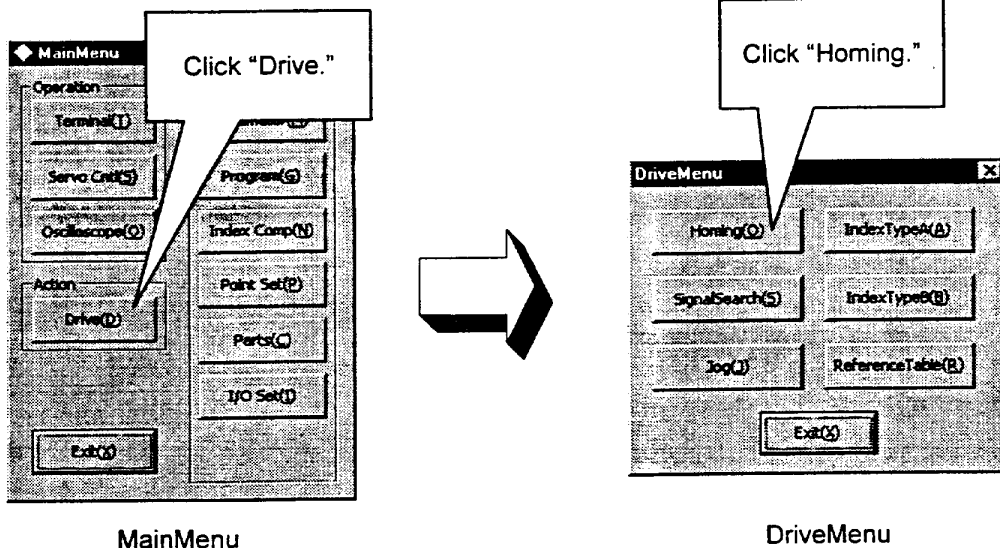 Click “Drive.”
MainMenu
Operation
Terminal(T)
Servo Cntl(S)
Oscilloscope(O)
Action
Drive(D)
Exit(X)
Program(G)
Index Comp(N)
Point Set(P)
Parts(C)
I/O Set(I)
MainMenu
Click “Homing.”
DriveMenu
Homing(O)
IndexTypeA(A)
SignalSearch(S)
IndexTypeB(B)
Jog(J)
ReferenceTable(R)
Exit(X)
DriveMenu